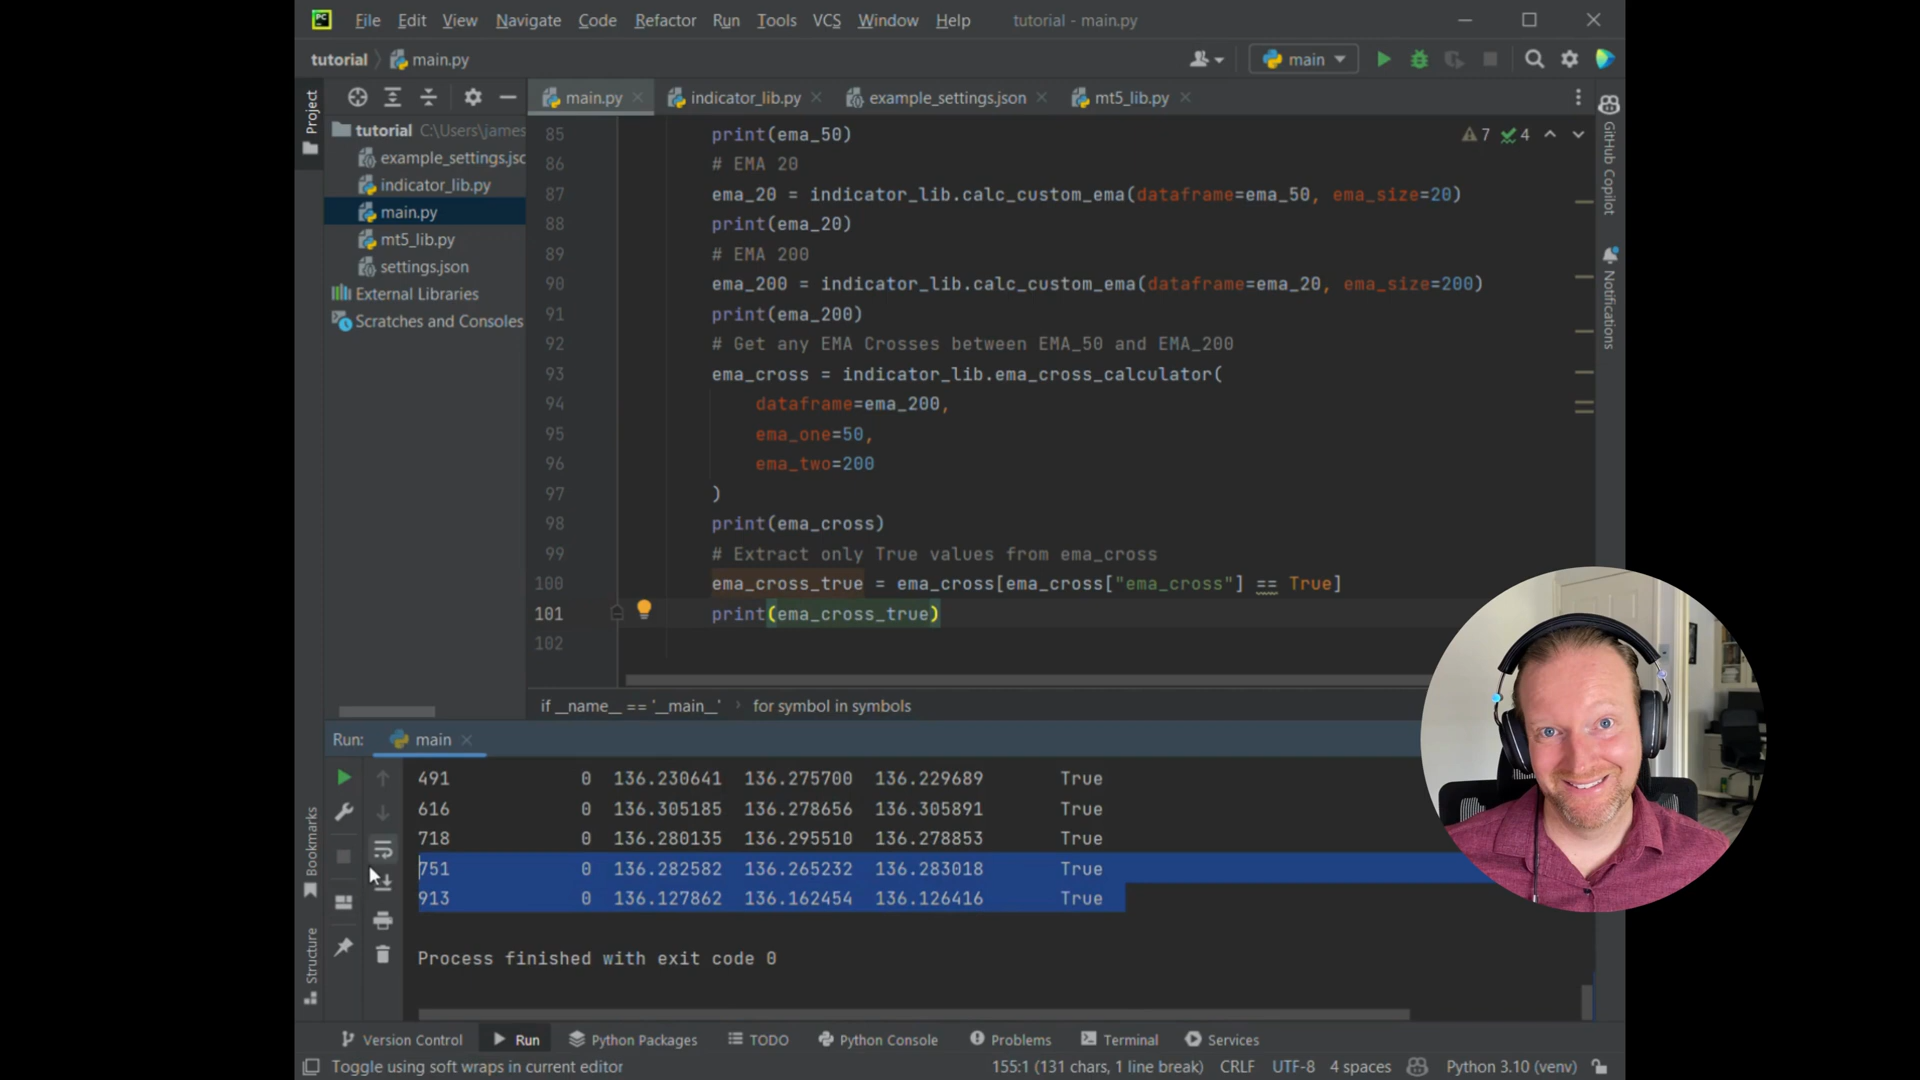 PC File Edit View Navigate Code Refactor Run Tools VCS Window Help tutorial - main.py
tutorial main.py main
Project
main.py indicator_lib.py example_settings.json mt5_lib.py
tutorial C:\Users\james
example_settings.jsc
indicator_lib.py
main.py
mt5_lib.py
settings.json
External Libraries
Scratches and Consoles
7 4
85 print(ema_50)
86 # EMA 20
87 ema_20 = indicator_lib.calc_custom_ema(dataframe=ema_50, ema_size=20)
88 print(ema_20)
89 # EMA 200
90 ema_200 = indicator_lib.calc_custom_ema(dataframe=ema_20, ema_size=200)
91 print(ema_200)
92 # Get any EMA Crosses between EMA_50 and EMA_200
93 ema_cross = indicator_lib.ema_cross_calculator(
94 dataframe=ema_200,
95 ema_one=50,
96 ema_two=200
97 )
98 print(ema_cross)
99 # Extract only True values from ema_cross
100 ema_cross_true = ema_cross[ema_cross["ema_cross"] == True]
101 print(ema_cross_true)
102
GitHub Copilot
Notifications
if __name__ == '__main__' for symbol in symbols
Run: main
491 0 136.230641 136.275700 136.229689 True
616 0 136.305185 136.278656 136.305891 True
718 0 136.280135 136.295510 136.278853 True
751 0 136.282582 136.265232 136.283018 True
913 0 136.127862 136.162454 136.126416 True
Process finished with exit code 0
Bookmarks
Structure
Version Control Run Python Packages TODO Python Console Problems Terminal Services
Toggle using soft wraps in current editor 155:1 (131 chars, 1 line break) CRLF UTF-8 4 spaces Python 3.10 (venv)